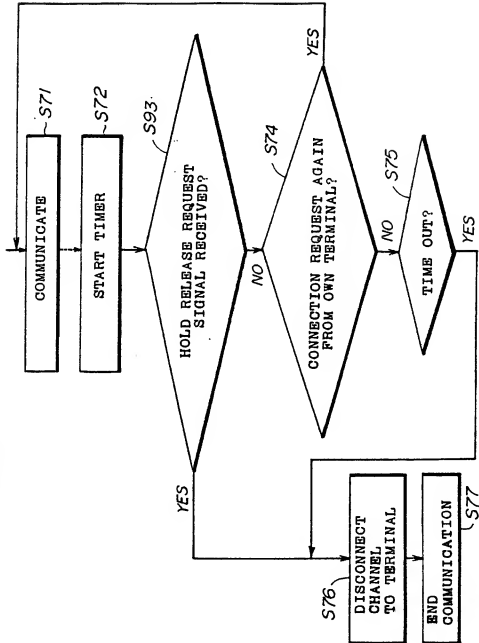 COMMUNICATE
S71
START TIMER
S72
HOLD RELEASE REQUEST
SIGNAL RECEIVED?
S93
YES
NO
CONNECTION REQUEST AGAIN
FROM OWN TERMINAL?
S74
YES
NO
TIME OUT?
S75
YES
DISCONNECT
CHANNEL
TO TERMINAL
S76
END
COMMUNICATION
S77